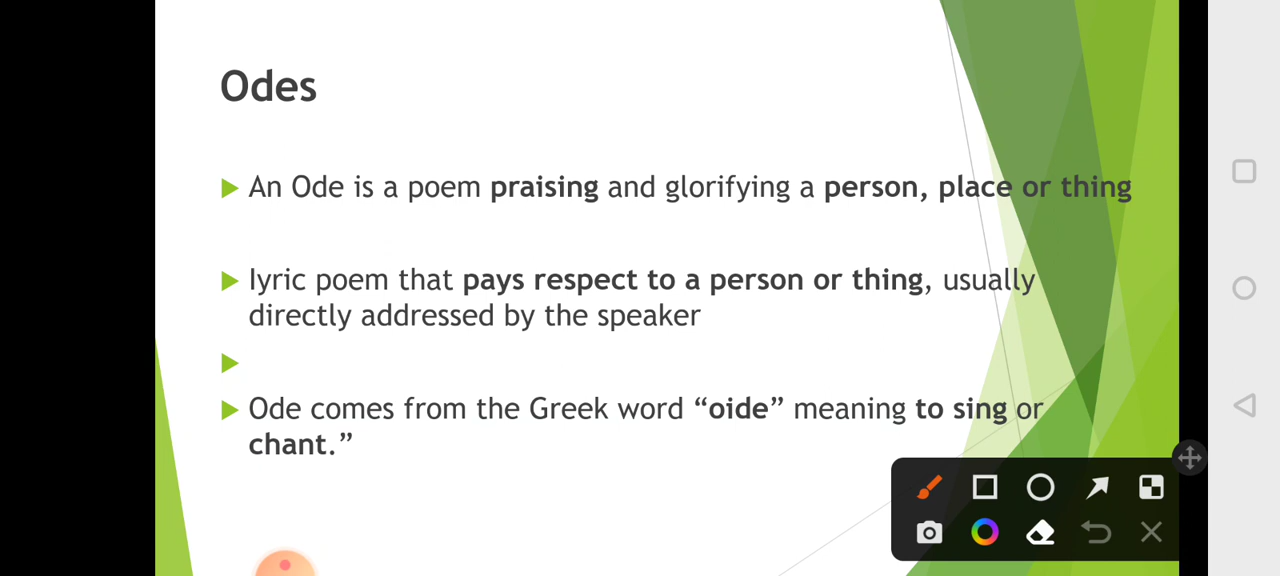 Odes
An Ode is a poem praising and glorifying a person, place or thing
lyric poem that pays respect to a person or thing, usually
directly addressed by the speaker
Ode comes from the Greek word “oide” meaning to sing or
chant.”